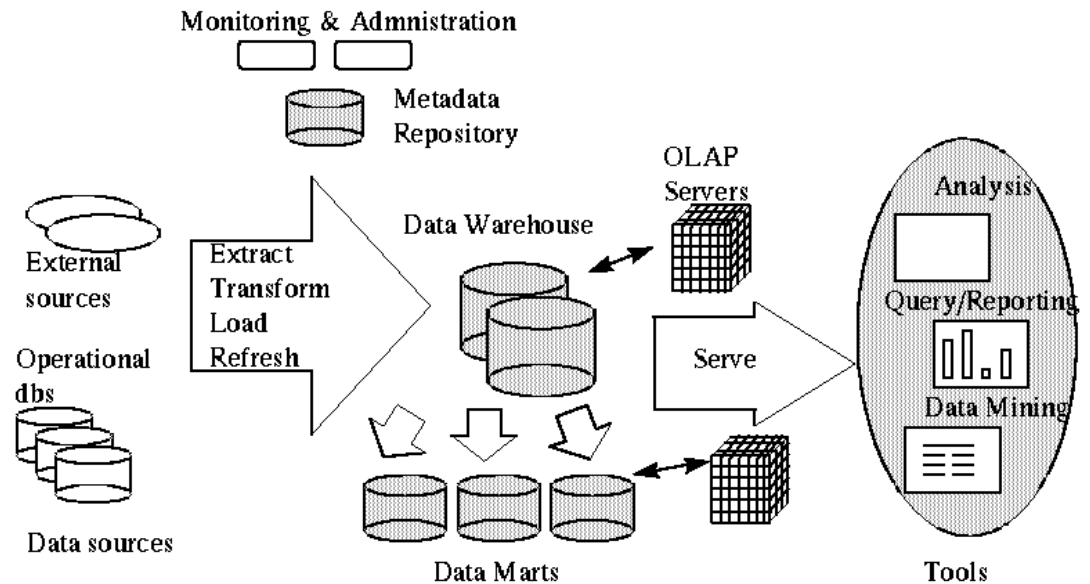 Monitoring & Admnistration
Metadata
Repository
OLAP
Servers
Analysis
Data Warehouse
External
sources
Extract
Transform
Load
Refresh
Query/Reporting
Serve
Operational
dbs
Data Mining
Data sources
Data Marts
Tools